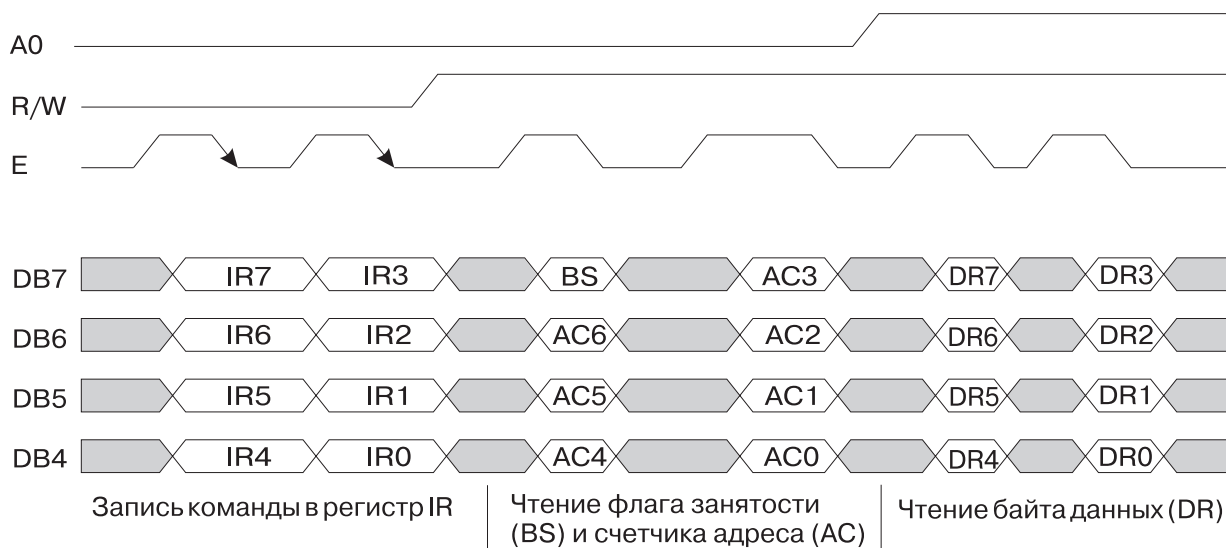 A0
R/W
E
DB7 IR7 IR3 BS AC3 DR7 DR3
DB6 IR6 IR2 AC6 AC2 DR6 DR2
DB5 IR5 IR1 AC5 AC1 DR5 DR1
DB4 IR4 IR0 AC4 AC0 DR4 DR0
Запись команды в регистр IR
Чтение флага занятости
(BS) и счетчика адреса (AC)
Чтение байта данных (DR)